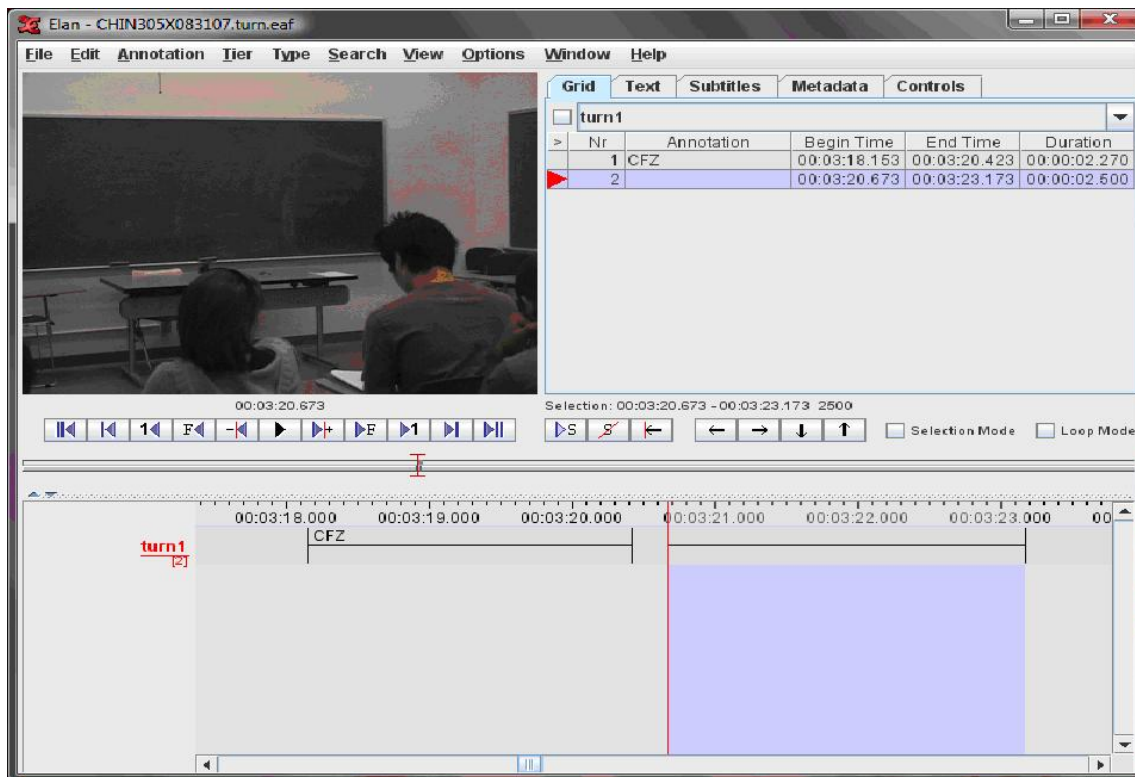 Elan - CHIN305X083107.turn.eaf
File Edit Annotation Tier Type Search View Options Window Help
Grid Text Subtitles Metadata Controls
turn1
> Nr Annotation Begin Time End Time Duration
1 CFZ 00:03:18.153 00:03:20.423 00:00:02.270
2 00:03:20.673 00:03:23.173 00:00:02.500
00:03:20.673
Selection: 00:03:20.673 - 00:03:23.173 2500
1 F - + F 1 S S Selection Mode Loop Mode
00:03:18.000 00:03:19.000 00:03:20.000 00:03:21.000 00:03:22.000 00:03:23.000 00
CFZ
turn1
[2]